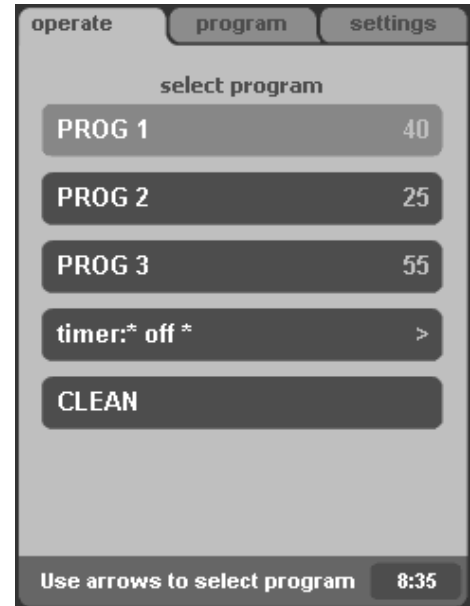 operate program settings
select program
PROG 1 40
PROG 2 25
PROG 3 55
timer:* off * >
CLEAN
Use arrows to select program 8:35